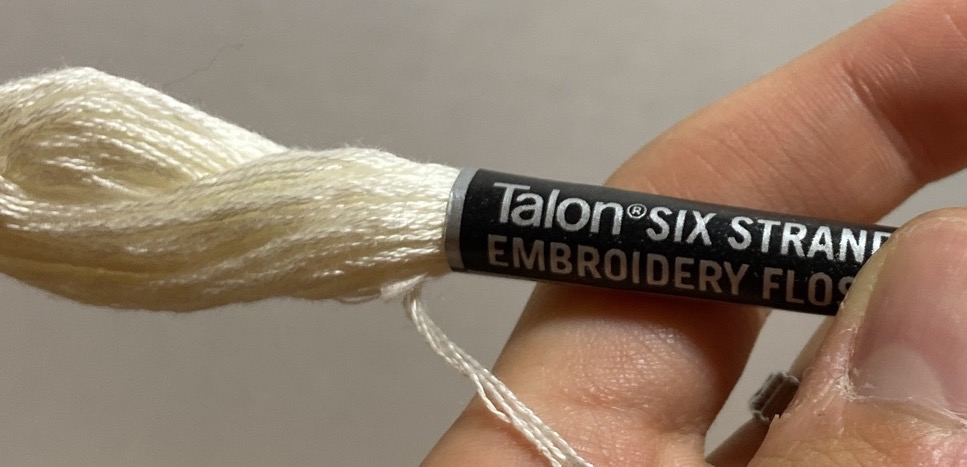 Talon® SIX STRAND
EMBROIDERY FLOS